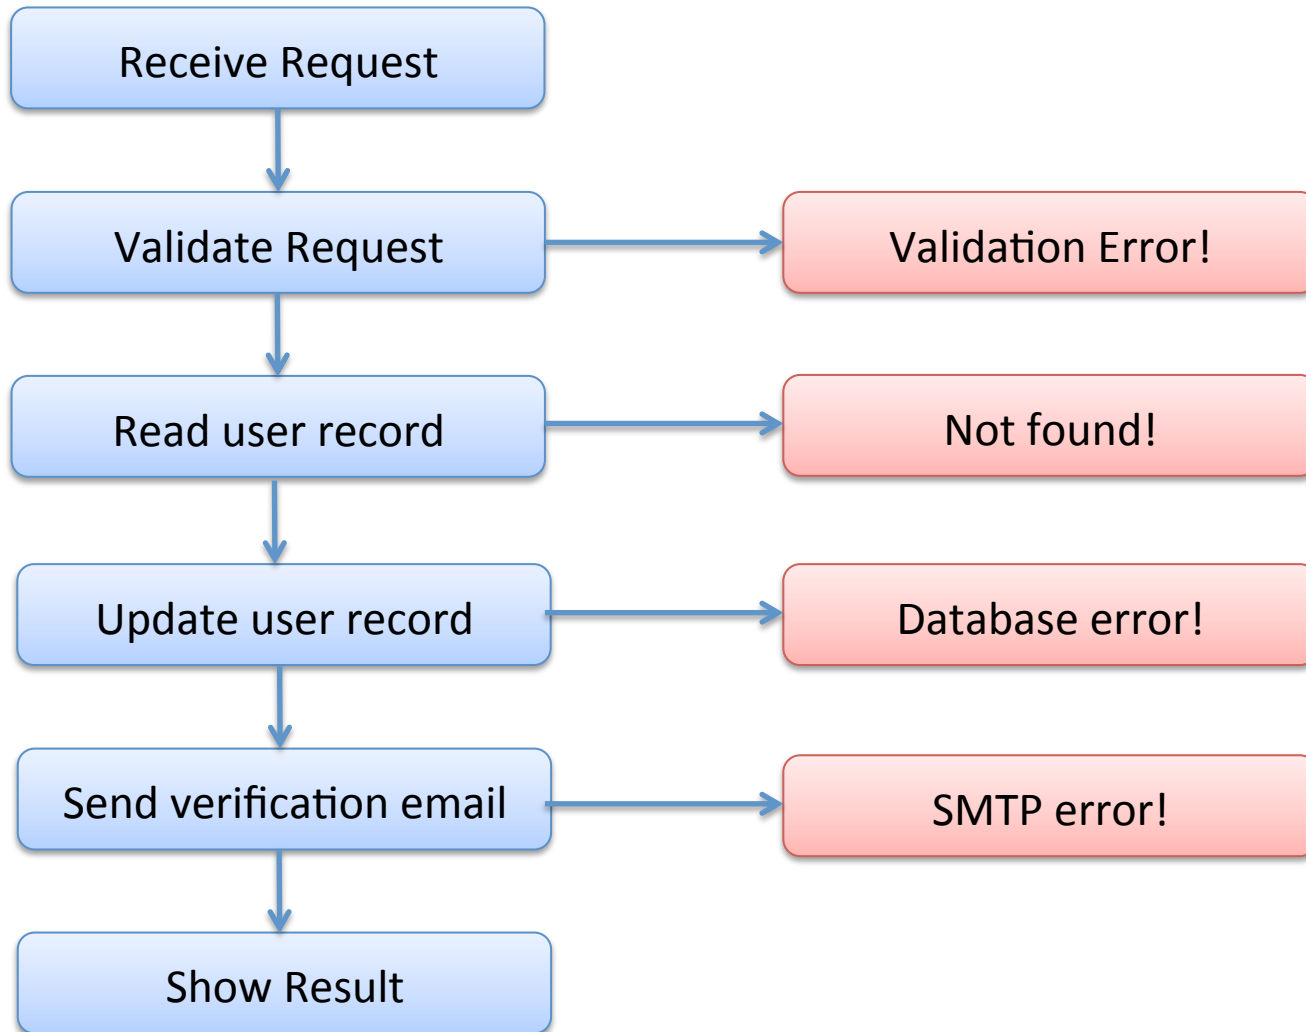 Receive Request
Validate Request
Validation Error!
Read user record
Not found!
Update user record
Database error!
Send verification email
SMTP error!
Show Result